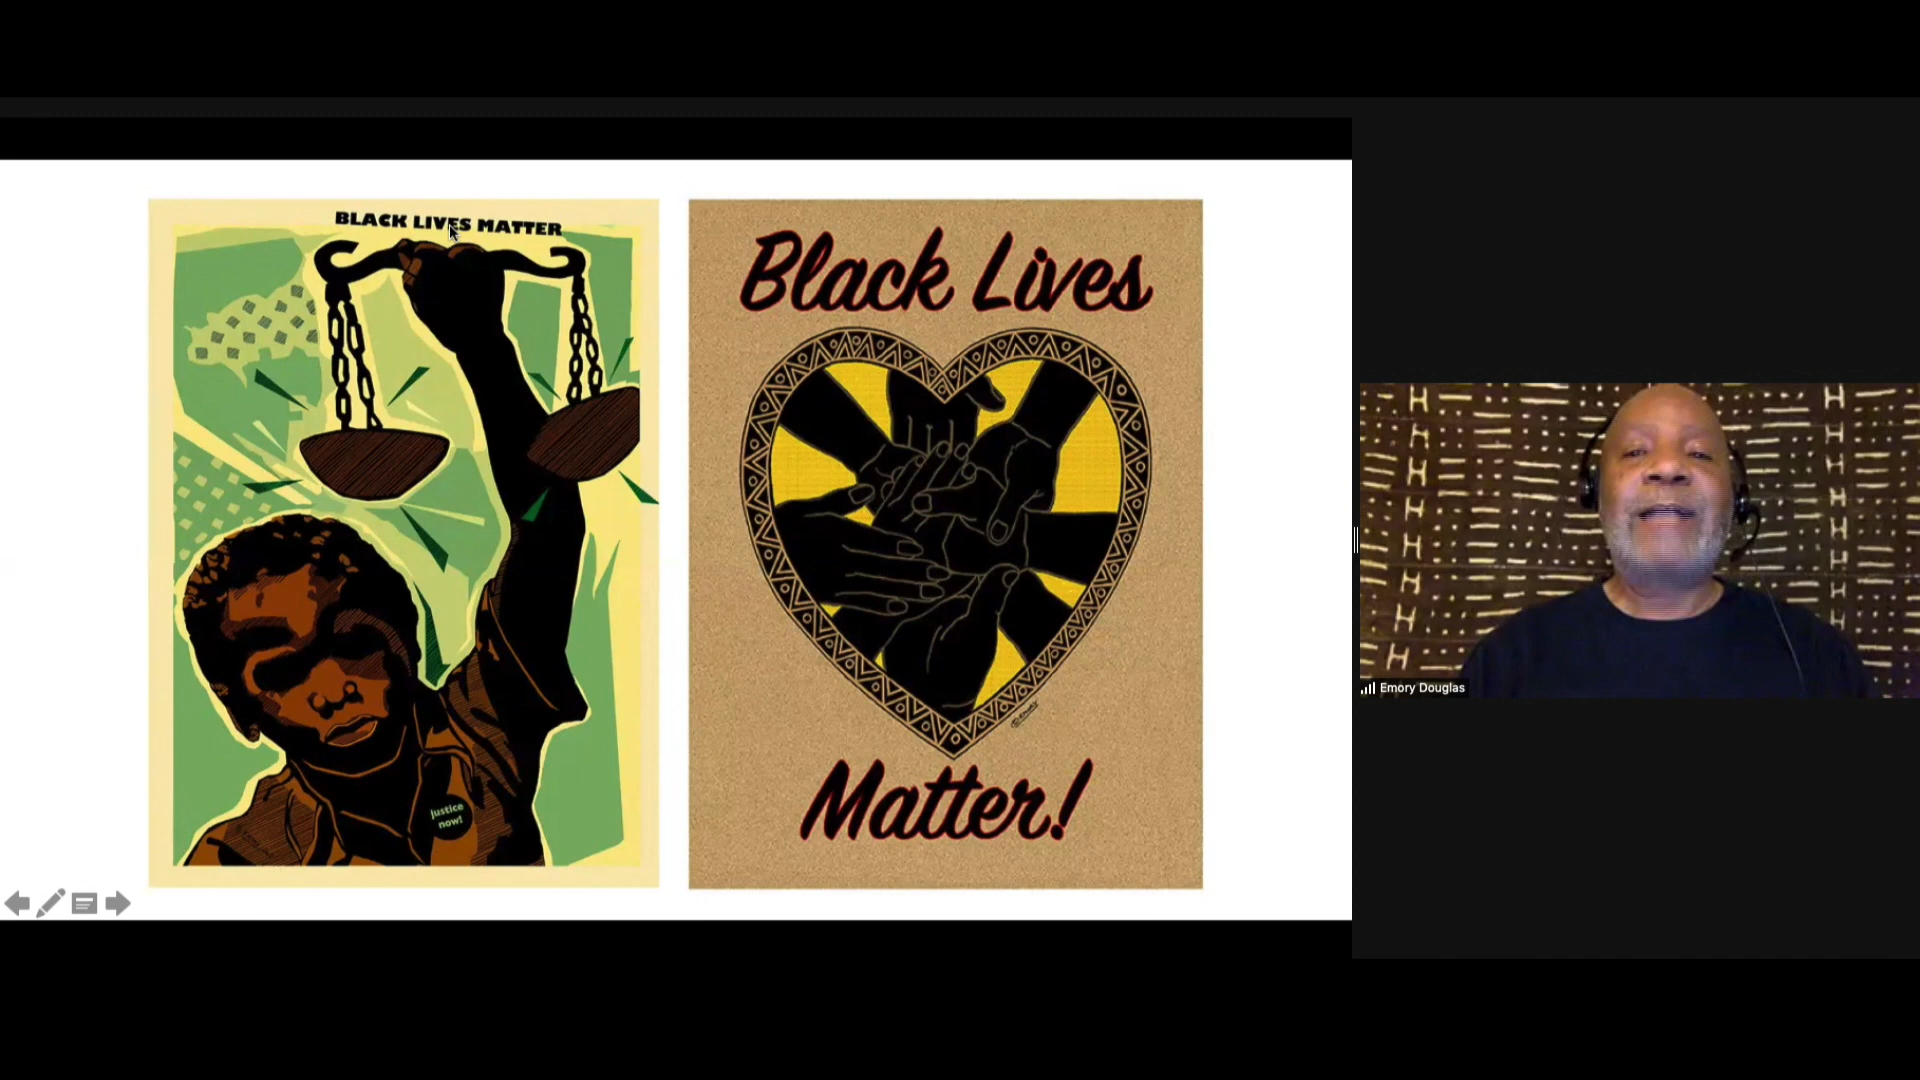 BLACK LIVES MATTER
justice
now!
Black Lives
Matter!
Emory Douglas